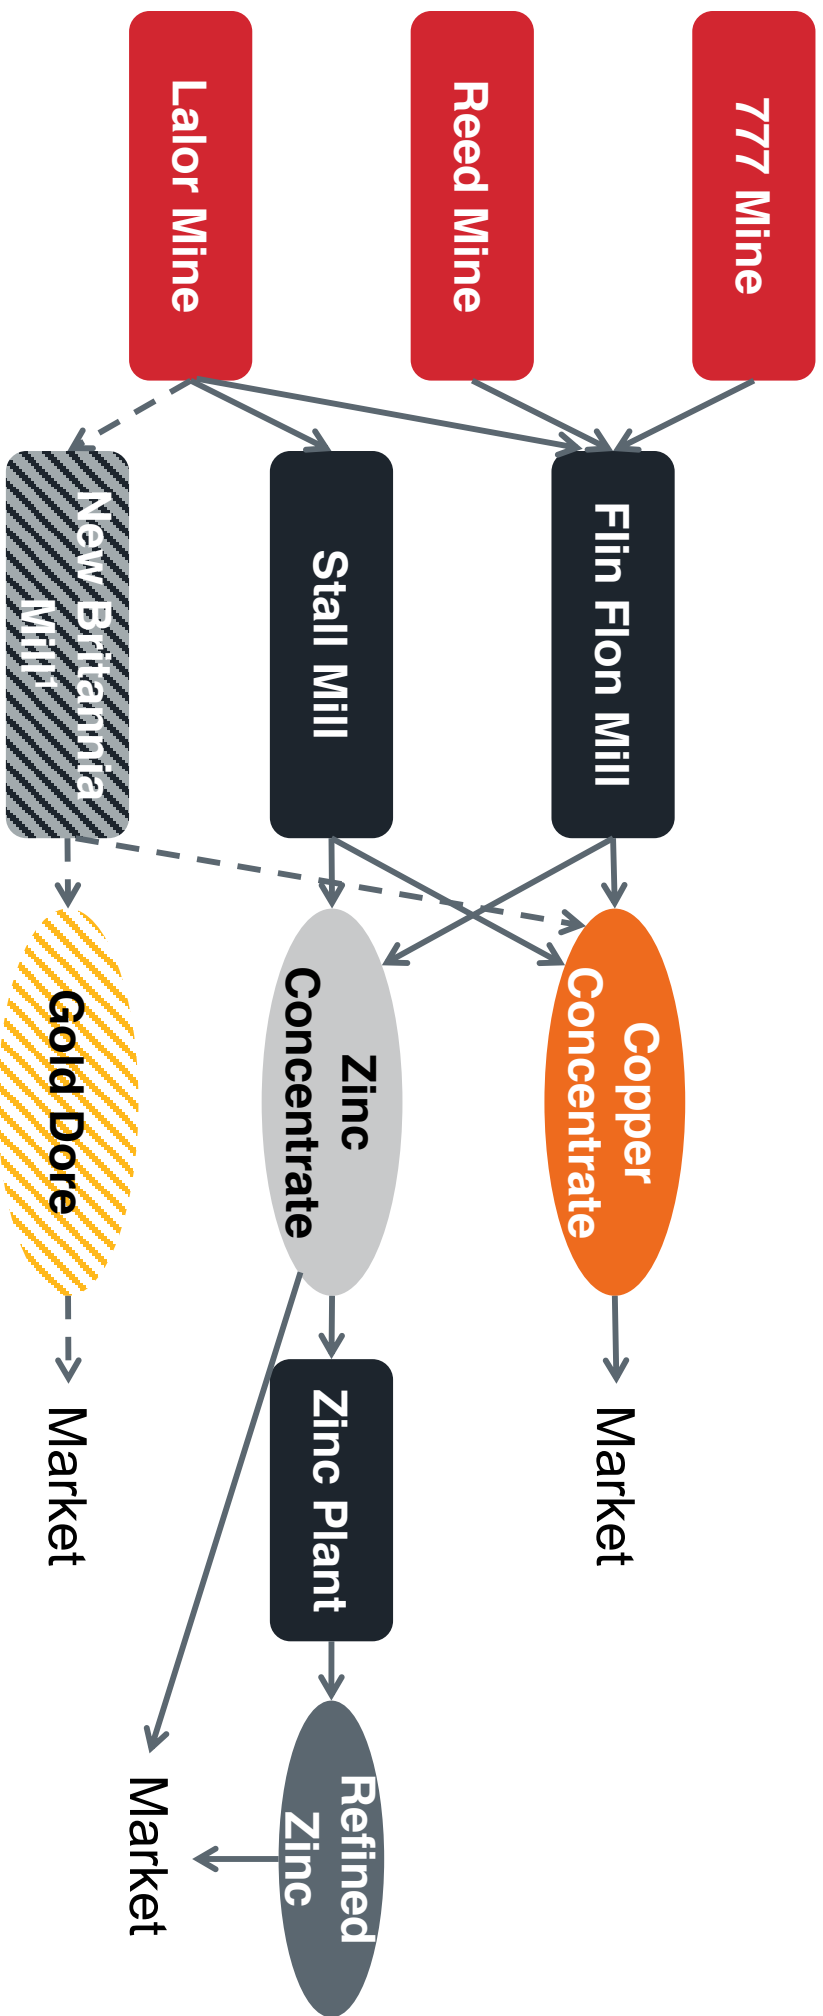 777 Mine
Reed Mine
Lalor Mine
Flin Flon Mill
Stall Mill
New Britannia
Mill¹
Copper
Concentrate
Zinc
Concentrate
Gold Dore
Market
Zinc Plant
Market
Refined
Zinc
Market